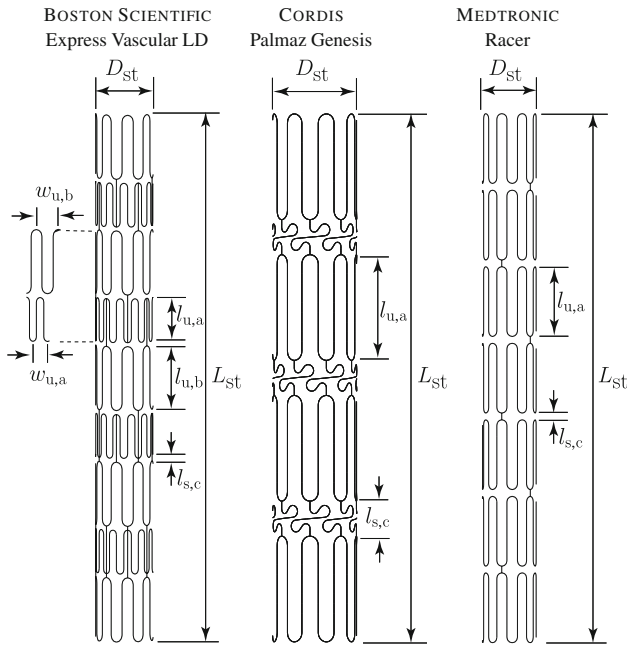 BOSTON SCIENTIFIC
Express Vascular LD
CORDIS
Palmaz Genesis
MEDTRONIC
Racer
D_st
D_st
D_st
w_u,b
w_u,a
l_u,a
l_u,b
L_st
l_s,c
l_u,a
L_st
l_s,c
l_u,a
L_st
l_s,c